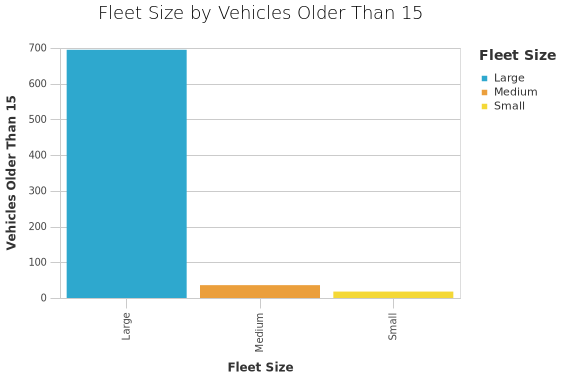 Fleet Size by Vehicles Older Than 15
Vehicles Older Than 15
700
600
500
400
300
200
100
0
Large
Medium
Small
Fleet Size
Fleet Size
Large
Medium
Small